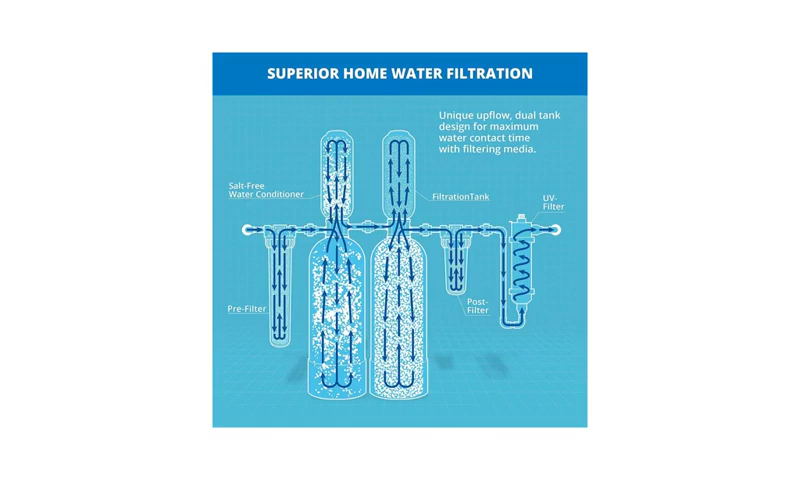 SUPERIOR HOME WATER FILTRATION
Unique upflow, dual tank
design for maximum
water contact time
with filtering media.
Salt-Free
Water Conditioner
FiltrationTank
UV-
Filter
Pre-Filter
Post-
Filter